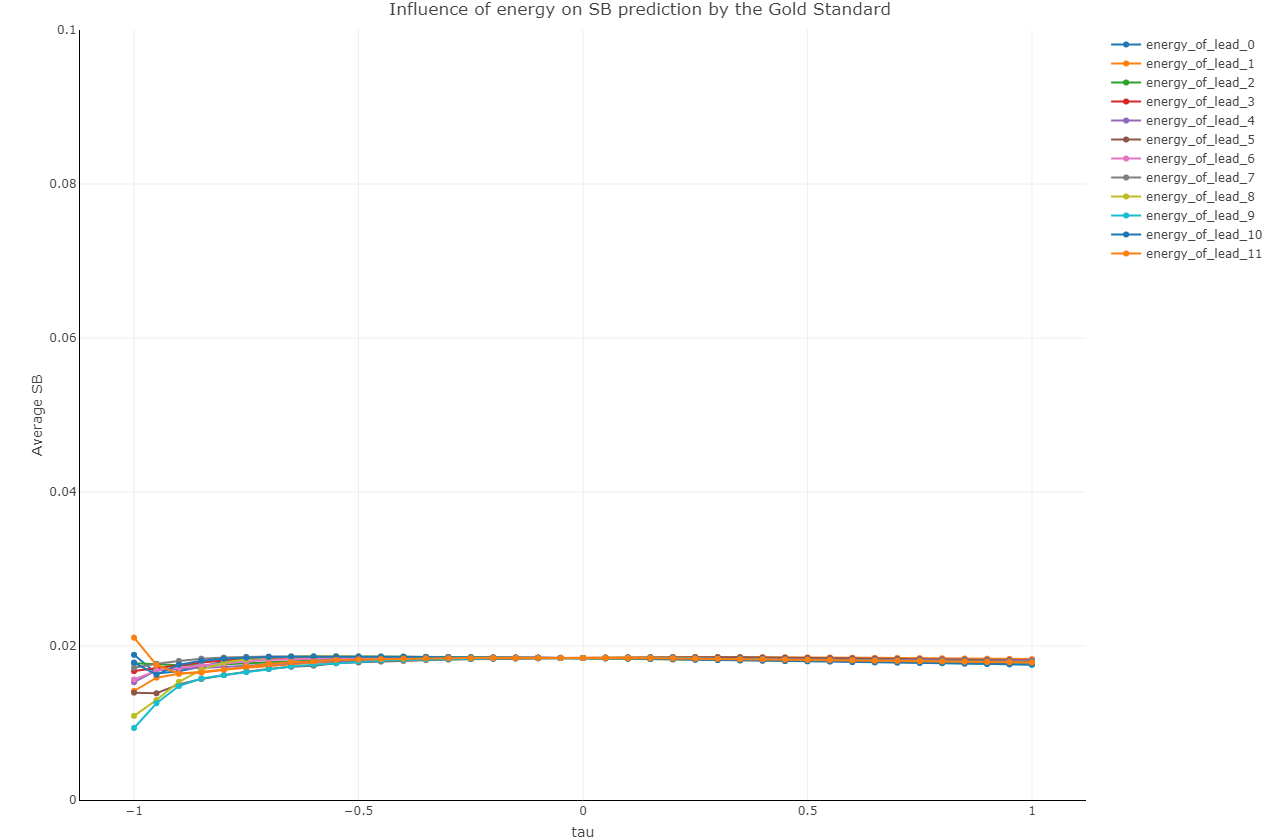 Influence of energy on SB prediction by the Gold Standard
0.1
0.08
0.06
0.04
0.02
0
Average SB
−1
−0.5
0
0.5
1
tau
energy_of_lead_0
energy_of_lead_1
energy_of_lead_2
energy_of_lead_3
energy_of_lead_4
energy_of_lead_5
energy_of_lead_6
energy_of_lead_7
energy_of_lead_8
energy_of_lead_9
energy_of_lead_10
energy_of_lead_11